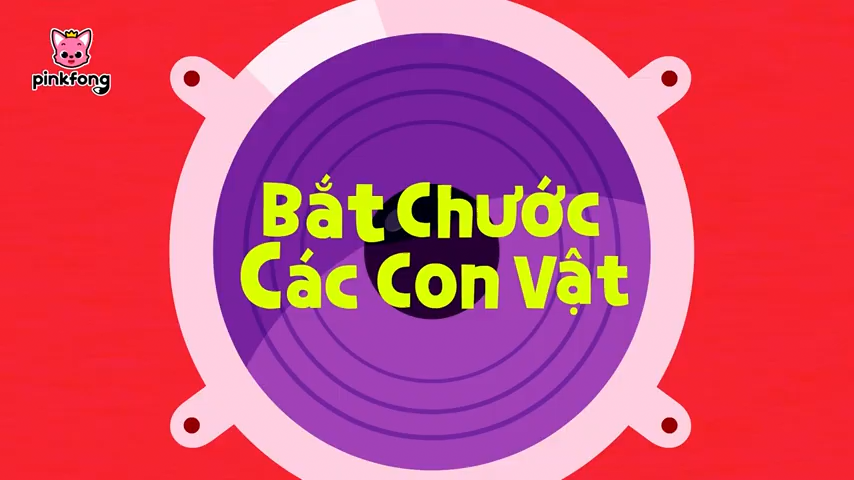 pinkfong
Bắt Chước
Các Con Vật